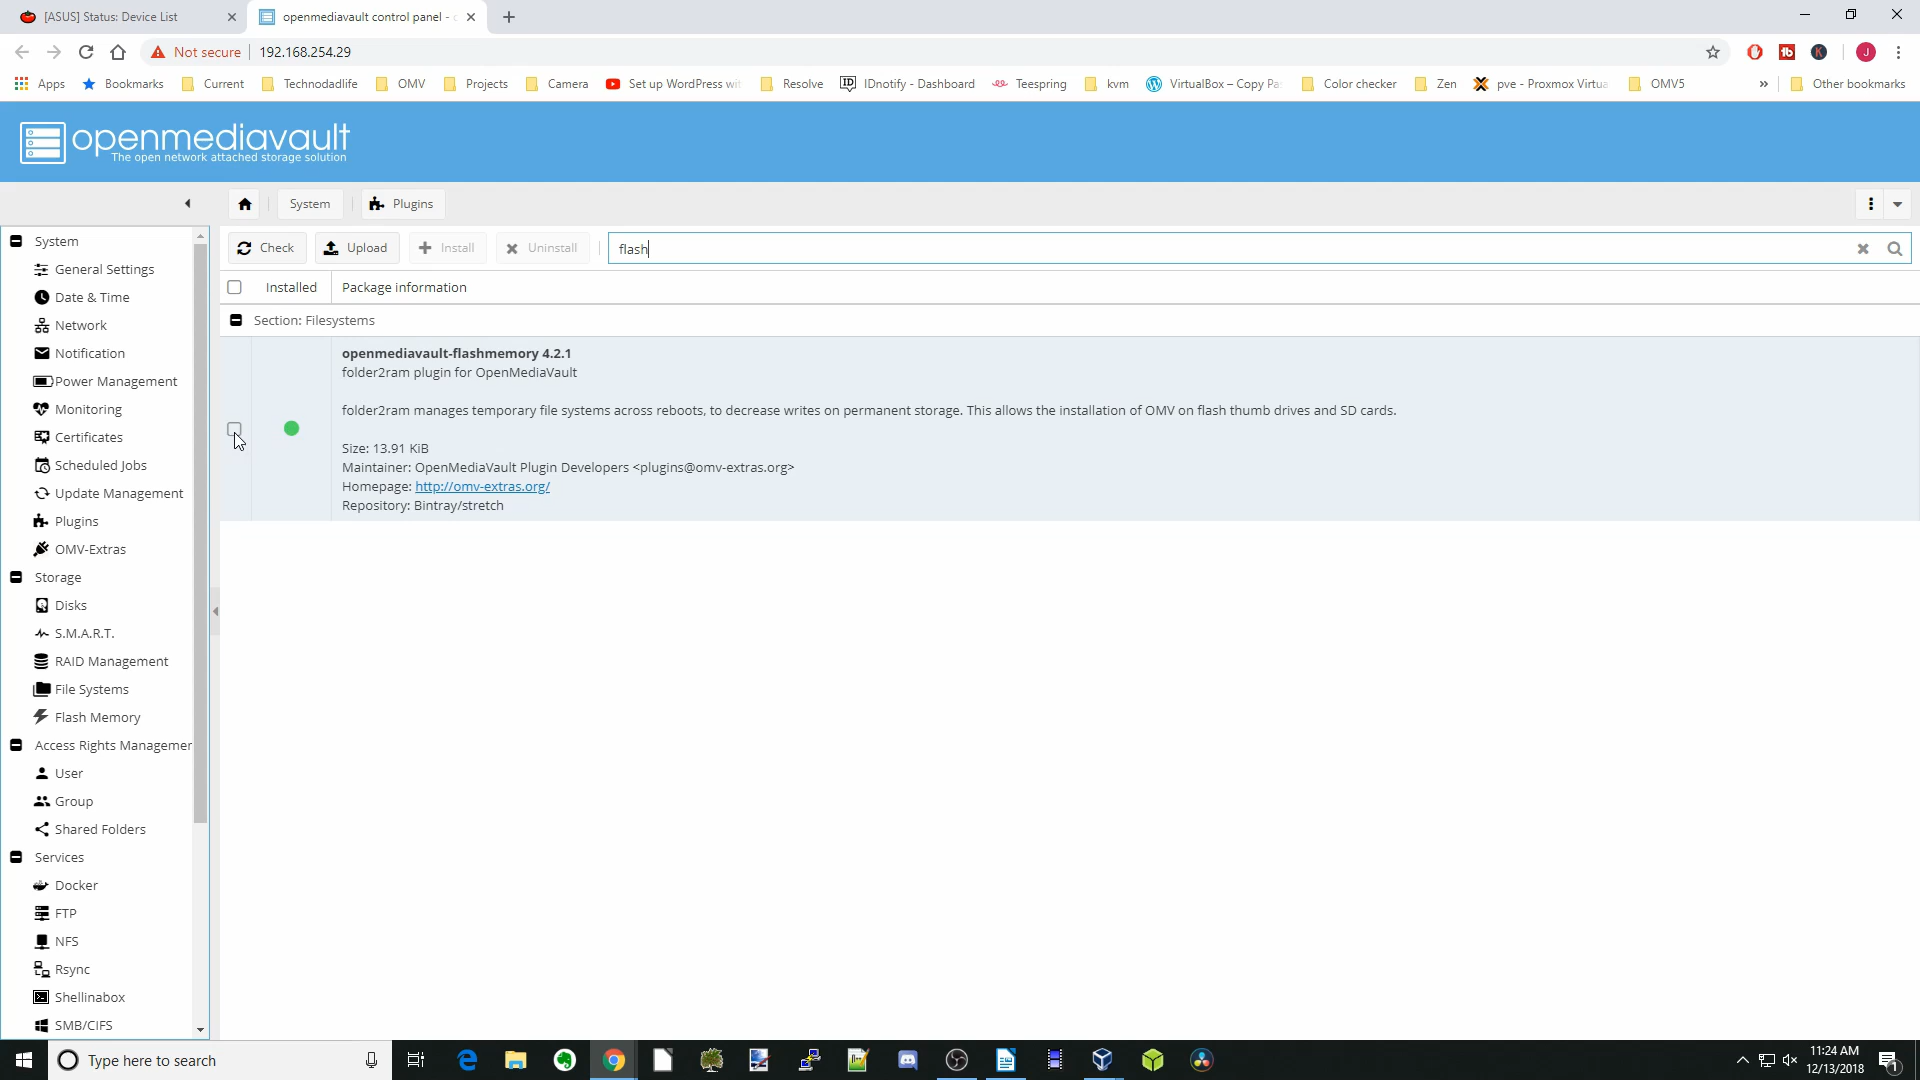 [ASUS] Status: Device List
openmediavault control panel - 
Not secure 192.168.254.29
Apps Bookmarks Current Technodadlife OMV Projects Camera Set up WordPress wit Resolve IDnotify - Dashboard Teespring kvm VirtualBox – Copy Pa Color checker Zen pve - Proxmox Virtua OMV5 » Other bookmarks
openmediavault
The open network attached storage solution
System Plugins
Check Upload Install Uninstall flash
Installed Package information
Section: Filesystems
openmediavault-flashmemory 4.2.1
folder2ram plugin for OpenMediaVault
folder2ram manages temporary file systems across reboots, to decrease writes on permanent storage. This allows the installation of OMV on flash thumb drives and SD cards.
Size: 13.91 KiB
Maintainer: OpenMediaVault Plugin Developers <plugins@omv-extras.org>
Homepage: http://omv-extras.org/
Repository: Bintray/stretch
System
General Settings
Date & Time
Network
Notification
Power Management
Monitoring
Certificates
Scheduled Jobs
Update Management
Plugins
OMV-Extras
Storage
Disks
S.M.A.R.T.
RAID Management
File Systems
Flash Memory
Access Rights Managemer
User
Group
Shared Folders
Services
Docker
FTP
NFS
Rsync
Shellinabox
SMB/CIFS
Type here to search
11:24 AM
12/13/2018
1